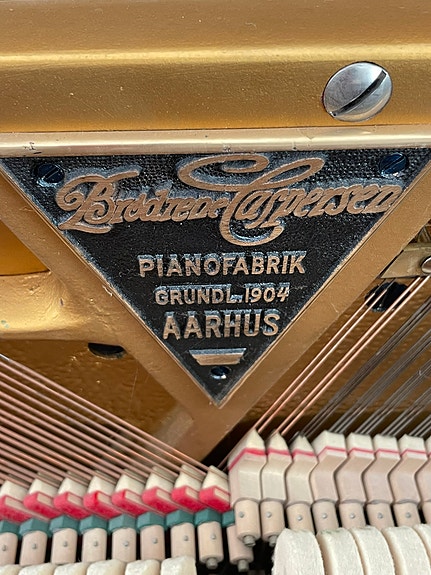 Brødrene Caspersen
PIANOFABRIK
GRUNDL. 1904
AARHUS